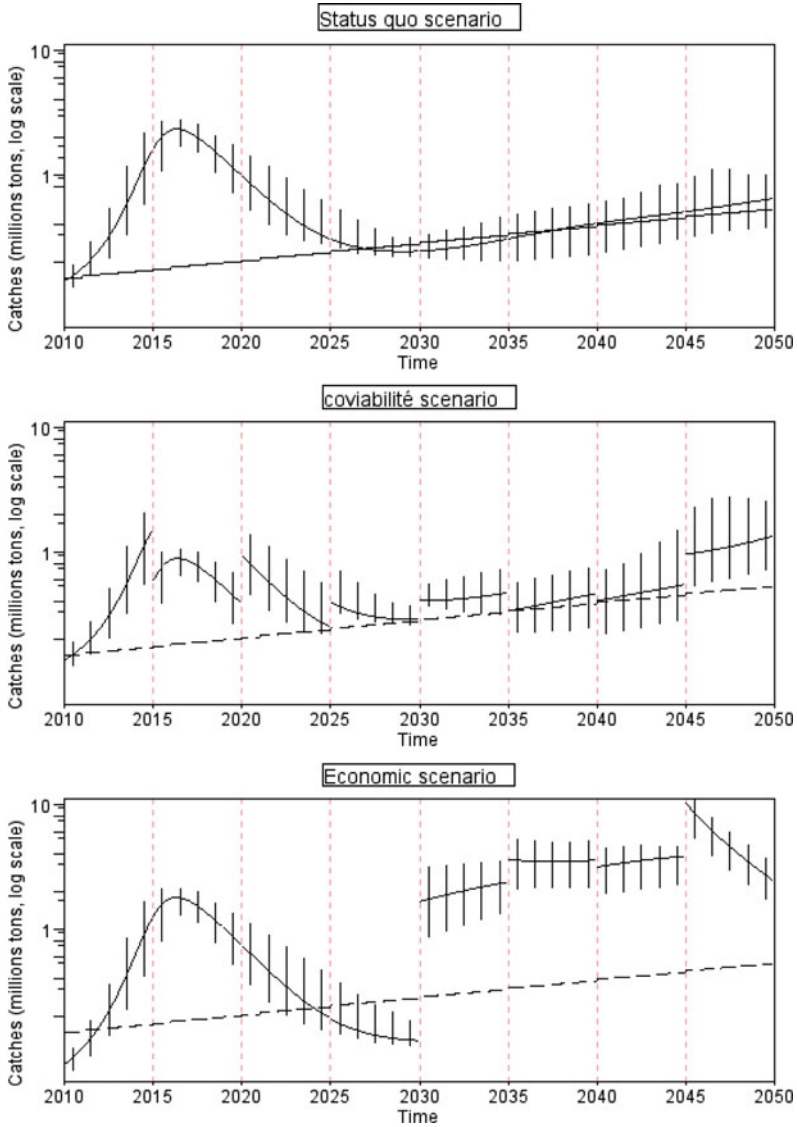 Status quo scenario
Catches (millions tons, log scale)
10
1
2010 2015 2020 2025 2030 2035 2040 2045 2050
Time
coviabilité scenario
Catches (millions tons, log scale)
10
1
2010 2015 2020 2025 2030 2035 2040 2045 2050
Time
Economic scenario
Catches (millions tons, log scale)
10
1
2010 2015 2020 2025 2030 2035 2040 2045 2050
Time